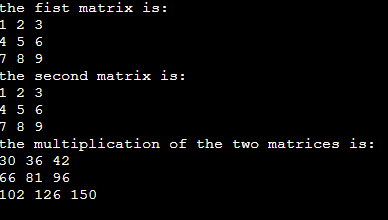 the fist matrix is:
1 2 3
4 5 6
7 8 9
the second matrix is:
1 2 3
4 5 6
7 8 9
the multiplication of the two matrices is:
30 36 42
66 81 96
102 126 150